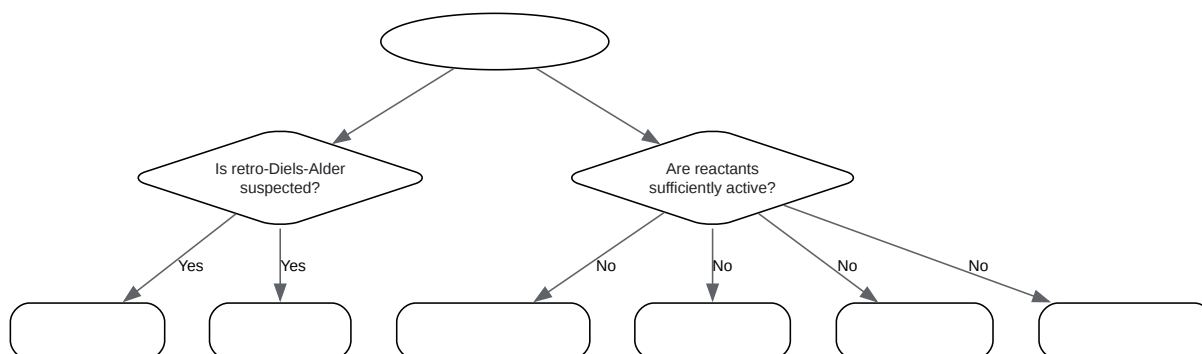 Is retro-Diels-Alder
suspected?
Are reactants
sufficiently active?
Yes
Yes
No
No
No
No